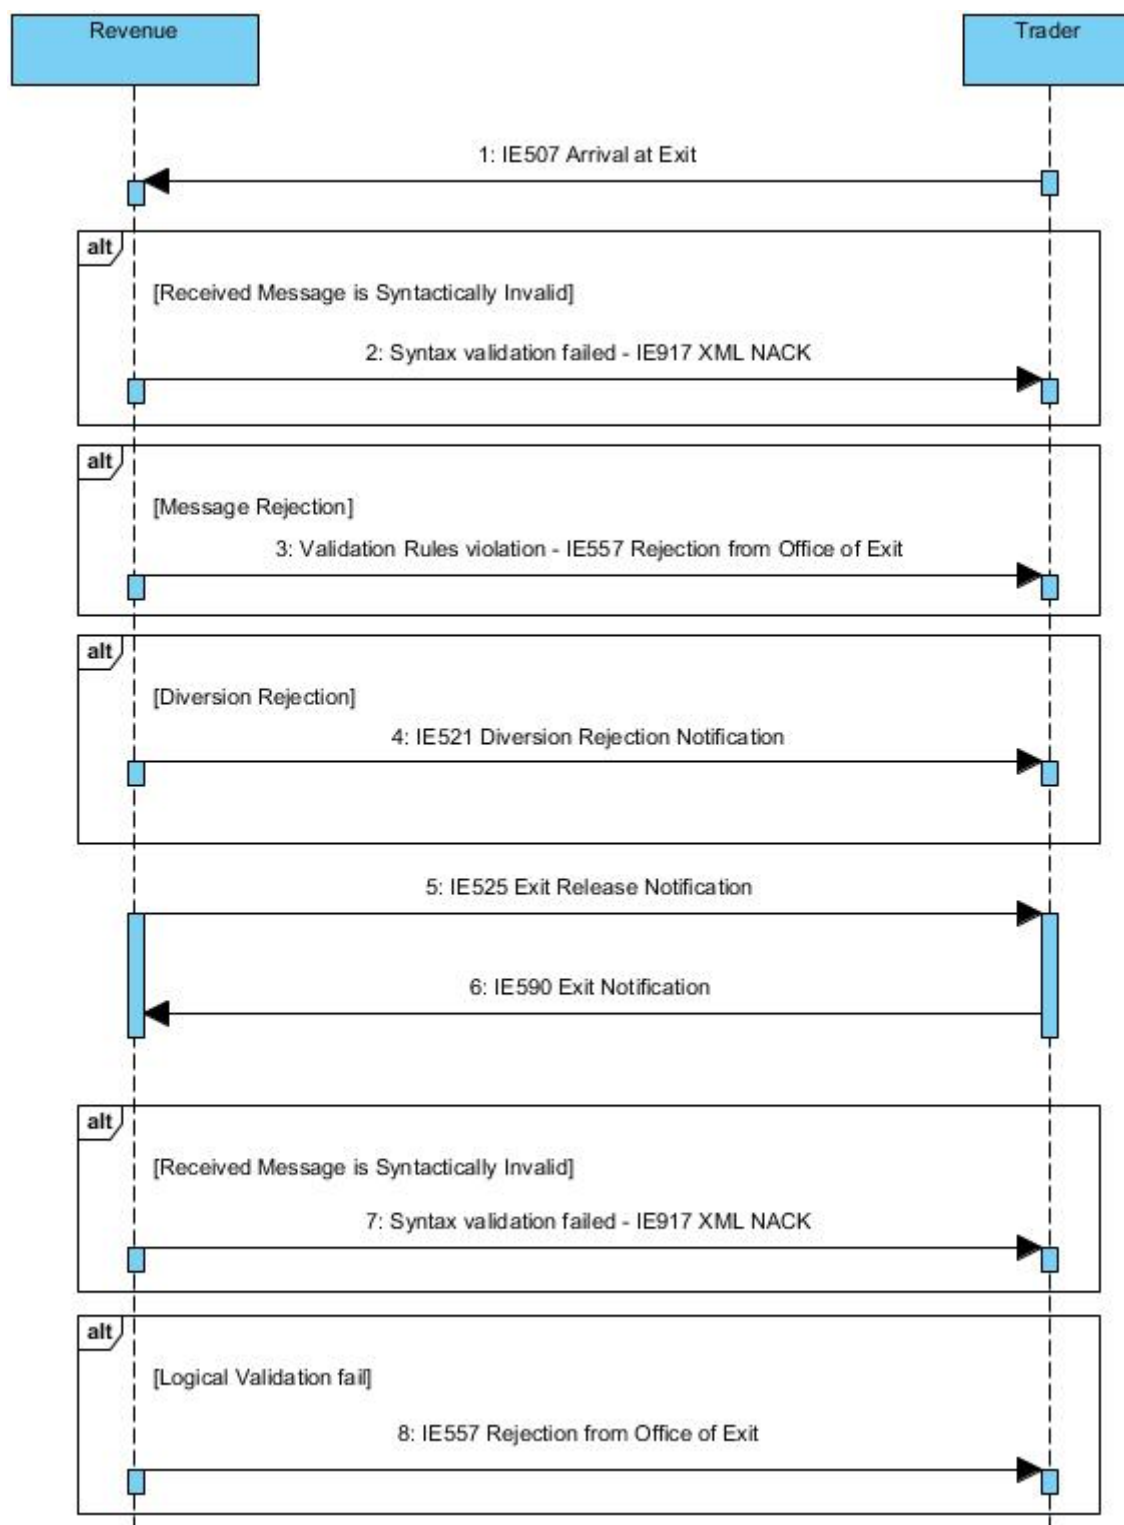 Revenue
Trader
1: IE507 Arrival at Exit
alt
[Received Message is Syntactically Invalid]
2: Syntax validation failed - IE917 XML NACK
alt
[Message Rejection]
3: Validation Rules violation - IE557 Rejection from Office of Exit
alt
[Diversion Rejection]
4: IE521 Diversion Rejection Notification
5: IE525 Exit Release Notification
6: IE590 Exit Notification
alt
[Received Message is Syntactically Invalid]
7: Syntax validation failed - IE917 XML NACK
alt
[Logical Validation fail]
8: IE557 Rejection from Office of Exit